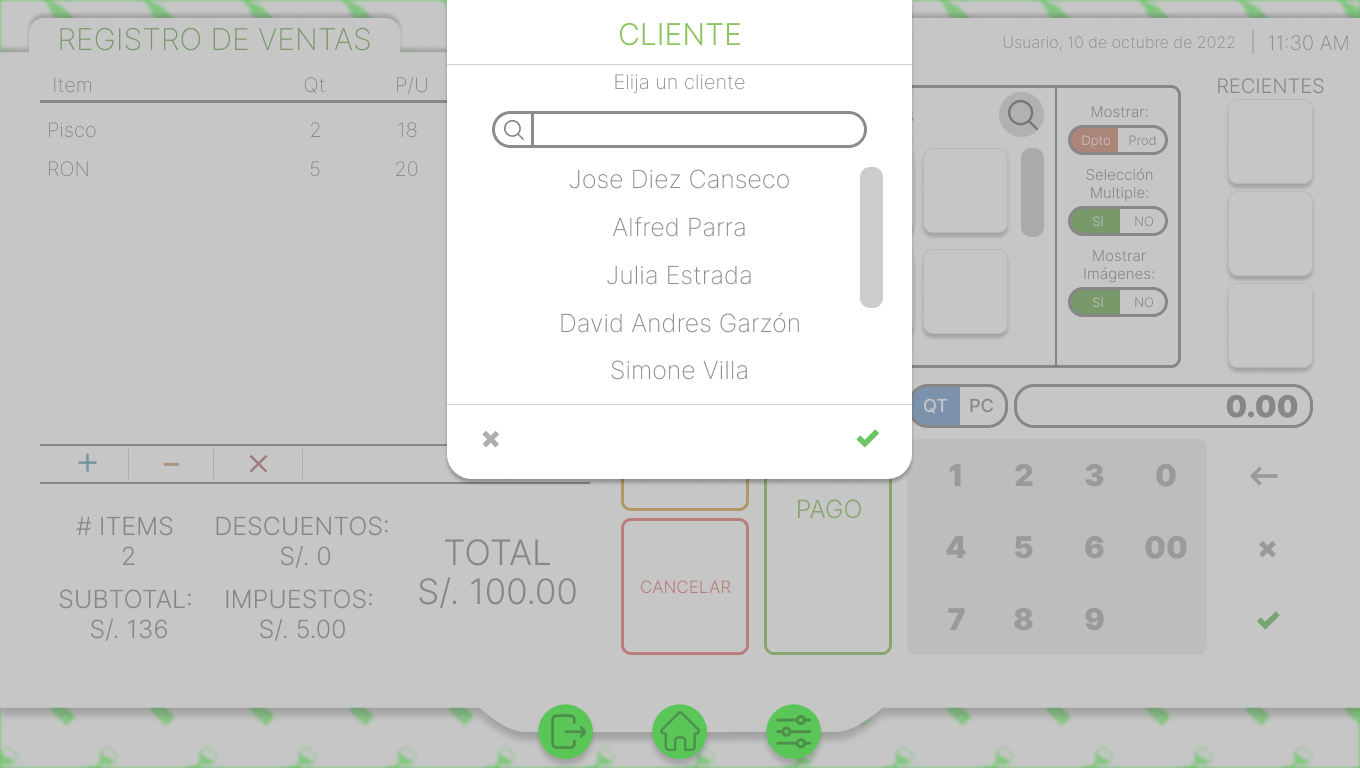 REGISTRO DE VENTAS
Item Qt P/U
Pisco 2 18
RON 5 20
# ITEMS
2
DESCUENTOS:
S/. 0
SUBTOTAL:
S/. 136
IMPUESTOS:
S/. 5.00
TOTAL
S/. 100.00
CLIENTE
Elija un cliente
Jose Diez Canseco
Alfred Parra
Julia Estrada
David Andres Garzón
Simone Villa
CANCELAR
PAGO
Usuario, 10 de octubre de 2022 11:30 AM
Mostrar:
Dpto Prod
Selección
Multiple:
SI NO
Mostrar
Imágenes:
SI NO
RECIENTES
QT PC
0.00
1 2 3 0
4 5 6 00
7 8 9